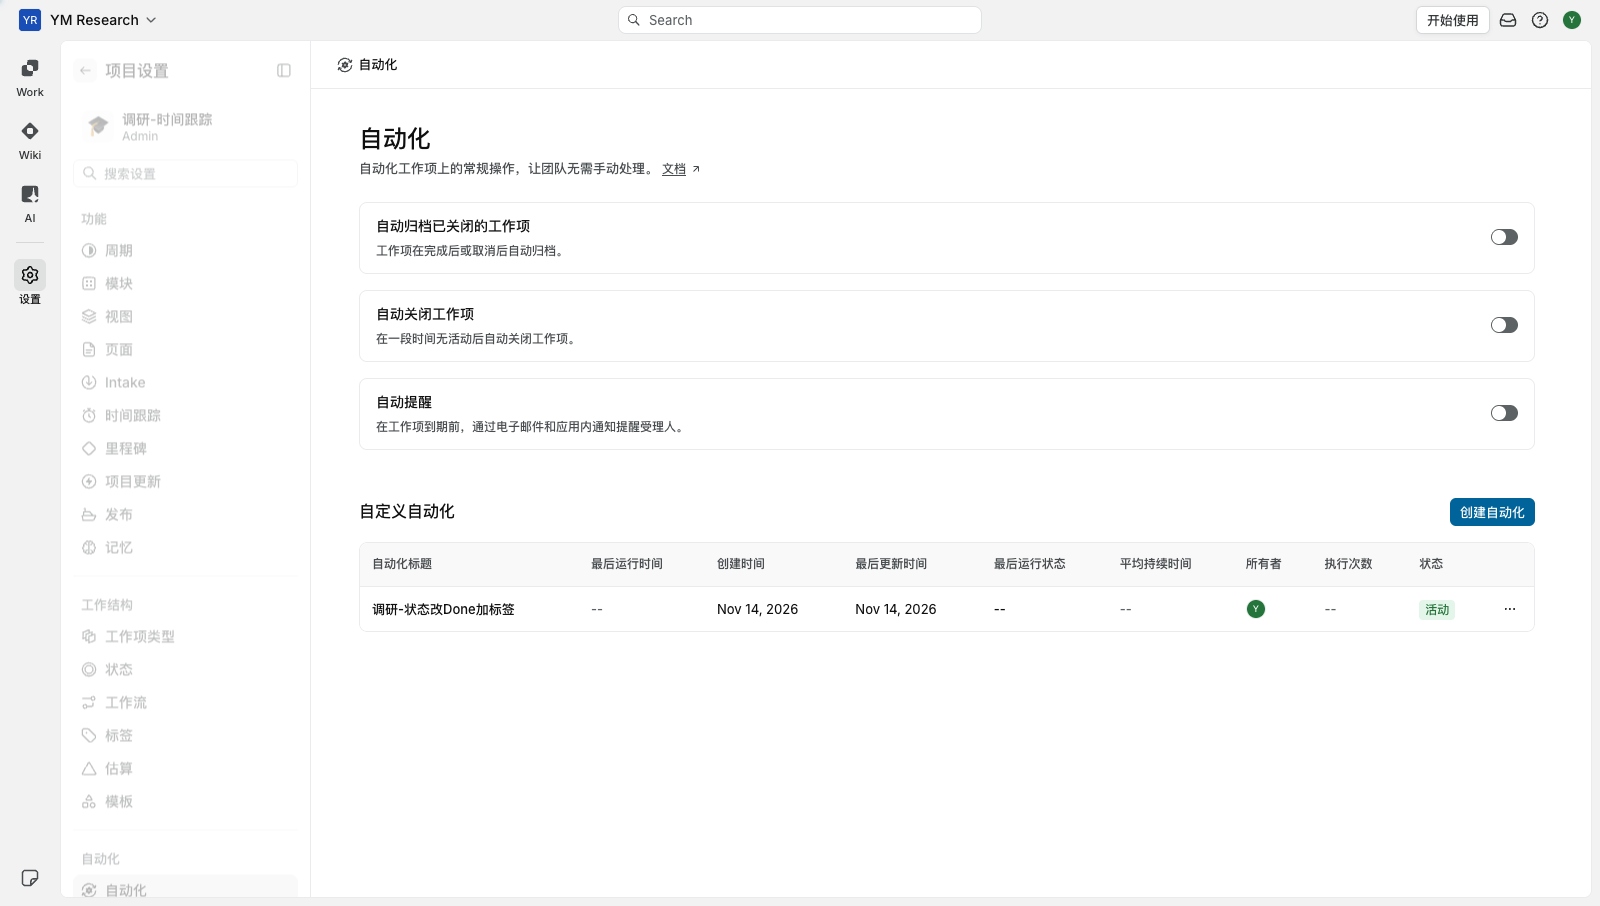 YR YM Research
Search
开始使用
Y
Work
Wiki
AI
设置
项目设置
调研-时间跟踪
Admin
搜索设置
功能
周期
模块
视图
页面
Intake
时间跟踪
里程碑
项目更新
发布
记忆
工作结构
工作项类型
状态
工作流
标签
估算
模板
自动化
自动化
自动化
自动化
自动化工作项上的常规操作，让团队无需手动处理。 文档
自动归档已关闭的工作项
工作项在完成后或取消后自动归档。
自动关闭工作项
在一段时间无活动后自动关闭工作项。
自动提醒
在工作项到期前，通过电子邮件和应用内通知提醒受理人。
自定义自动化
创建自动化
自动化标题 最后运行时间 创建时间 最后更新时间 最后运行状态 平均持续时间 所有者 执行次数 状态
调研-状态改Done加标签 -- Nov 14, 2026 Nov 14, 2026 -- -- Y -- 活动 ...